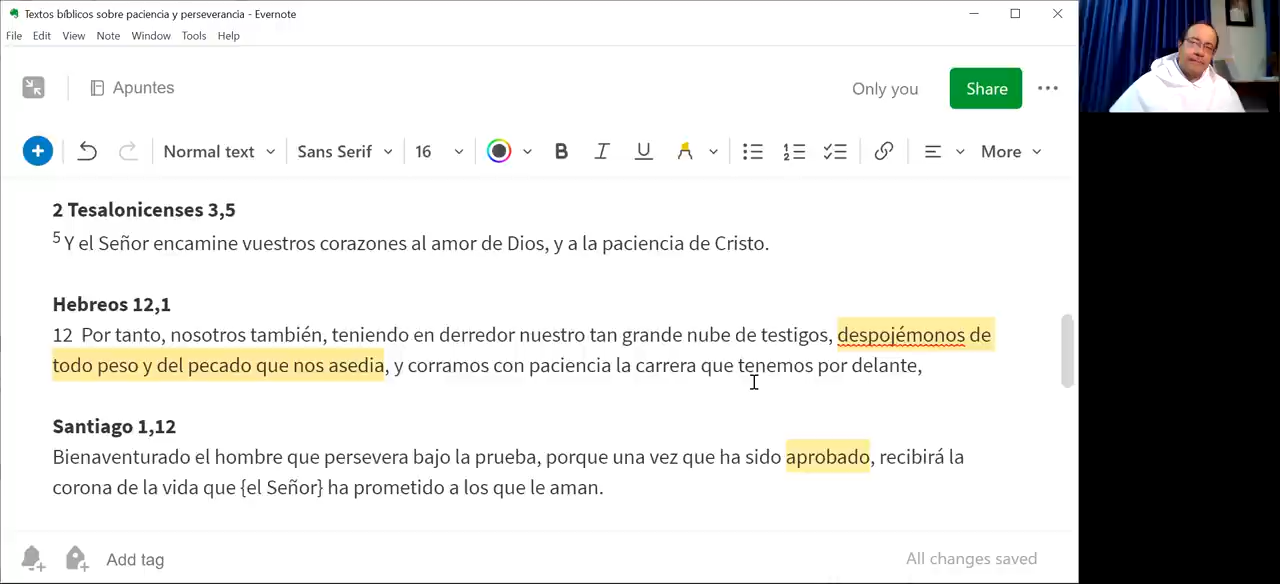 Textos bíblicos sobre paciencia y perseverancia - Evernote
File Edit View Note Window Tools Help
Apuntes
Only you
Share
Normal text
Sans Serif
16
B I U
More
2 Tesalonicenses 3,5
5 Y el Señor encamine vuestros corazones al amor de Dios, y a la paciencia de Cristo.
Hebreos 12,1
12 Por tanto, nosotros también, teniendo en derredor nuestro tan grande nube de testigos, despojémonos de
todo peso y del pecado que nos asedia, y corramos con paciencia la carrera que tenemos por delante,
Santiago 1,12
Bienaventurado el hombre que persevera bajo la prueba, porque una vez que ha sido aprobado, recibirá la
corona de la vida que {el Señor} ha prometido a los que le aman.
Add tag
All changes saved